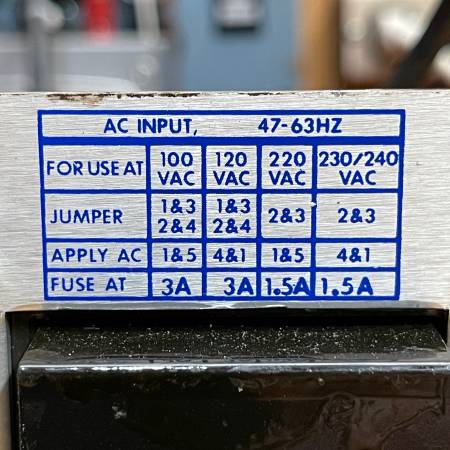 AC INPUT, 47-63HZ
FOR USE AT 100 VAC 120 VAC 220 VAC 230/240 VAC
JUMPER 1&3 2&4 1&3 2&4 2&3 2&3
APPLY AC 1&5 4&1 1&5 4&1
FUSE AT 3A 3A 1.5A 1.5A